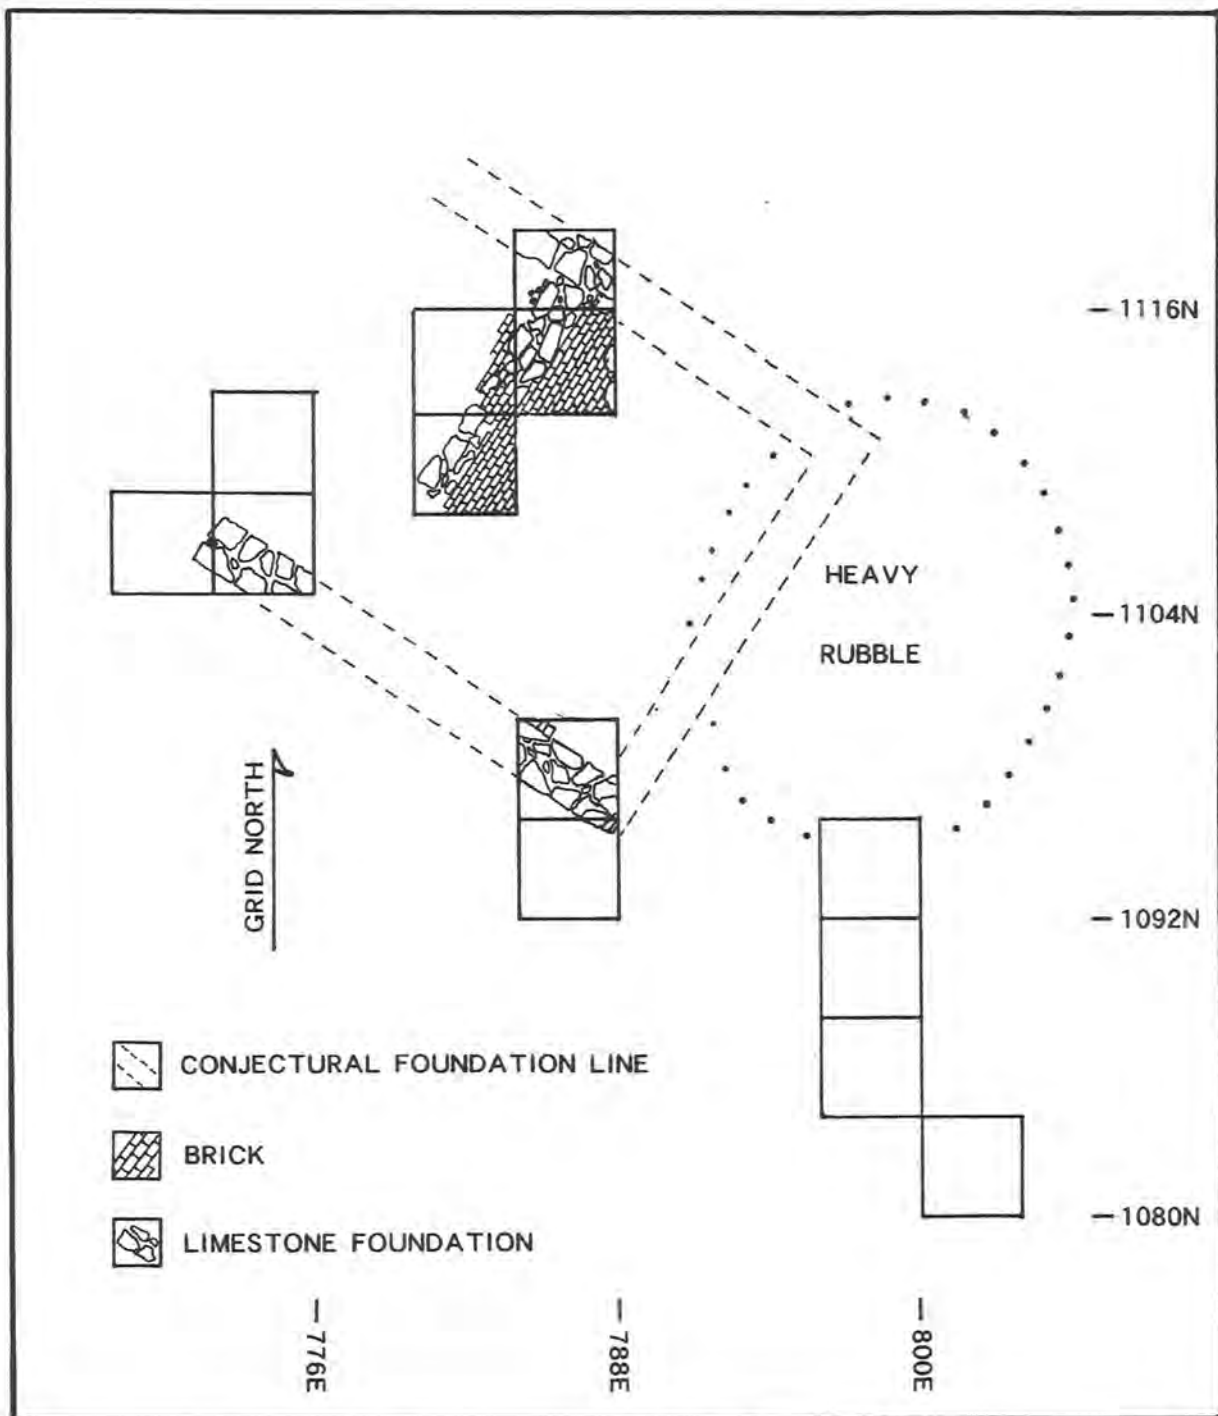 — 1116N
HEAVY
— 1104N
RUBBLE
GRID NORTH
— 1092N
CONJECTURAL FOUNDATION LINE
BRICK
— 1080N
LIMESTONE FOUNDATION
— 776E
— 788E
— 800E